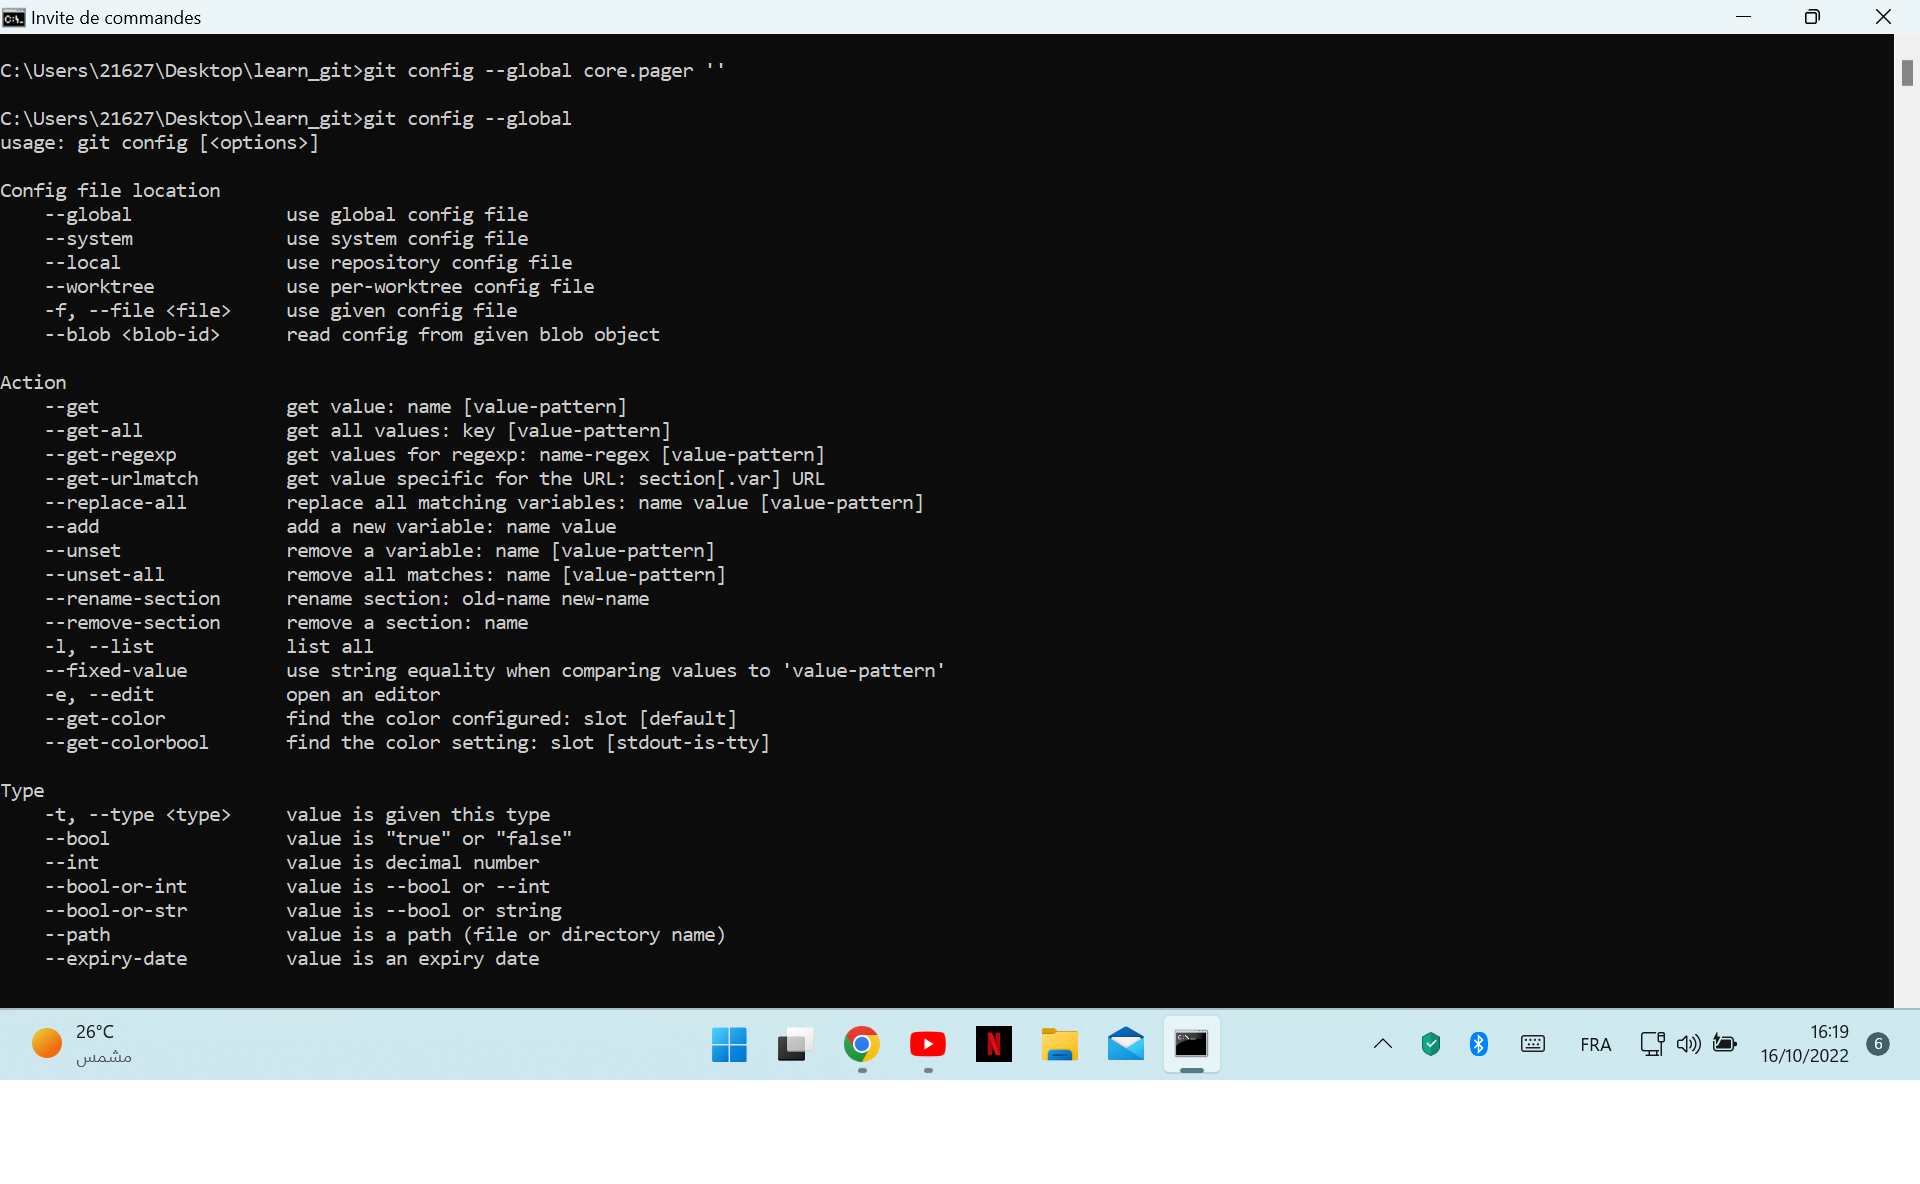 Invite de commandes
C:\Users\21627\Desktop\learn_git>git config --global core.pager ''
C:\Users\21627\Desktop\learn_git>git config --global
usage: git config [<options>]
Config file location
--global use global config file
--system use system config file
--local use repository config file
--worktree use per-worktree config file
-f, --file <file> use given config file
--blob <blob-id> read config from given blob object
Action
--get get value: name [value-pattern]
--get-all get all values: key [value-pattern]
--get-regexp get values for regexp: name-regex [value-pattern]
--get-urlmatch get value specific for the URL: section[.var] URL
--replace-all replace all matching variables: name value [value-pattern]
--add add a new variable: name value
--unset remove a variable: name [value-pattern]
--unset-all remove all matches: name [value-pattern]
--rename-section rename section: old-name new-name
--remove-section remove a section: name
-l, --list list all
--fixed-value use string equality when comparing values to 'value-pattern'
-e, --edit open an editor
--get-color find the color configured: slot [default]
--get-colorbool find the color setting: slot [stdout-is-tty]
Type
-t, --type <type> value is given this type
--bool value is "true" or "false"
--int value is decimal number
--bool-or-int value is --bool or --int
--bool-or-str value is --bool or string
--path value is a path (file or directory name)
--expiry-date value is an expiry date
26°C
مشمس
N
FRA
16:19
16/10/2022
6